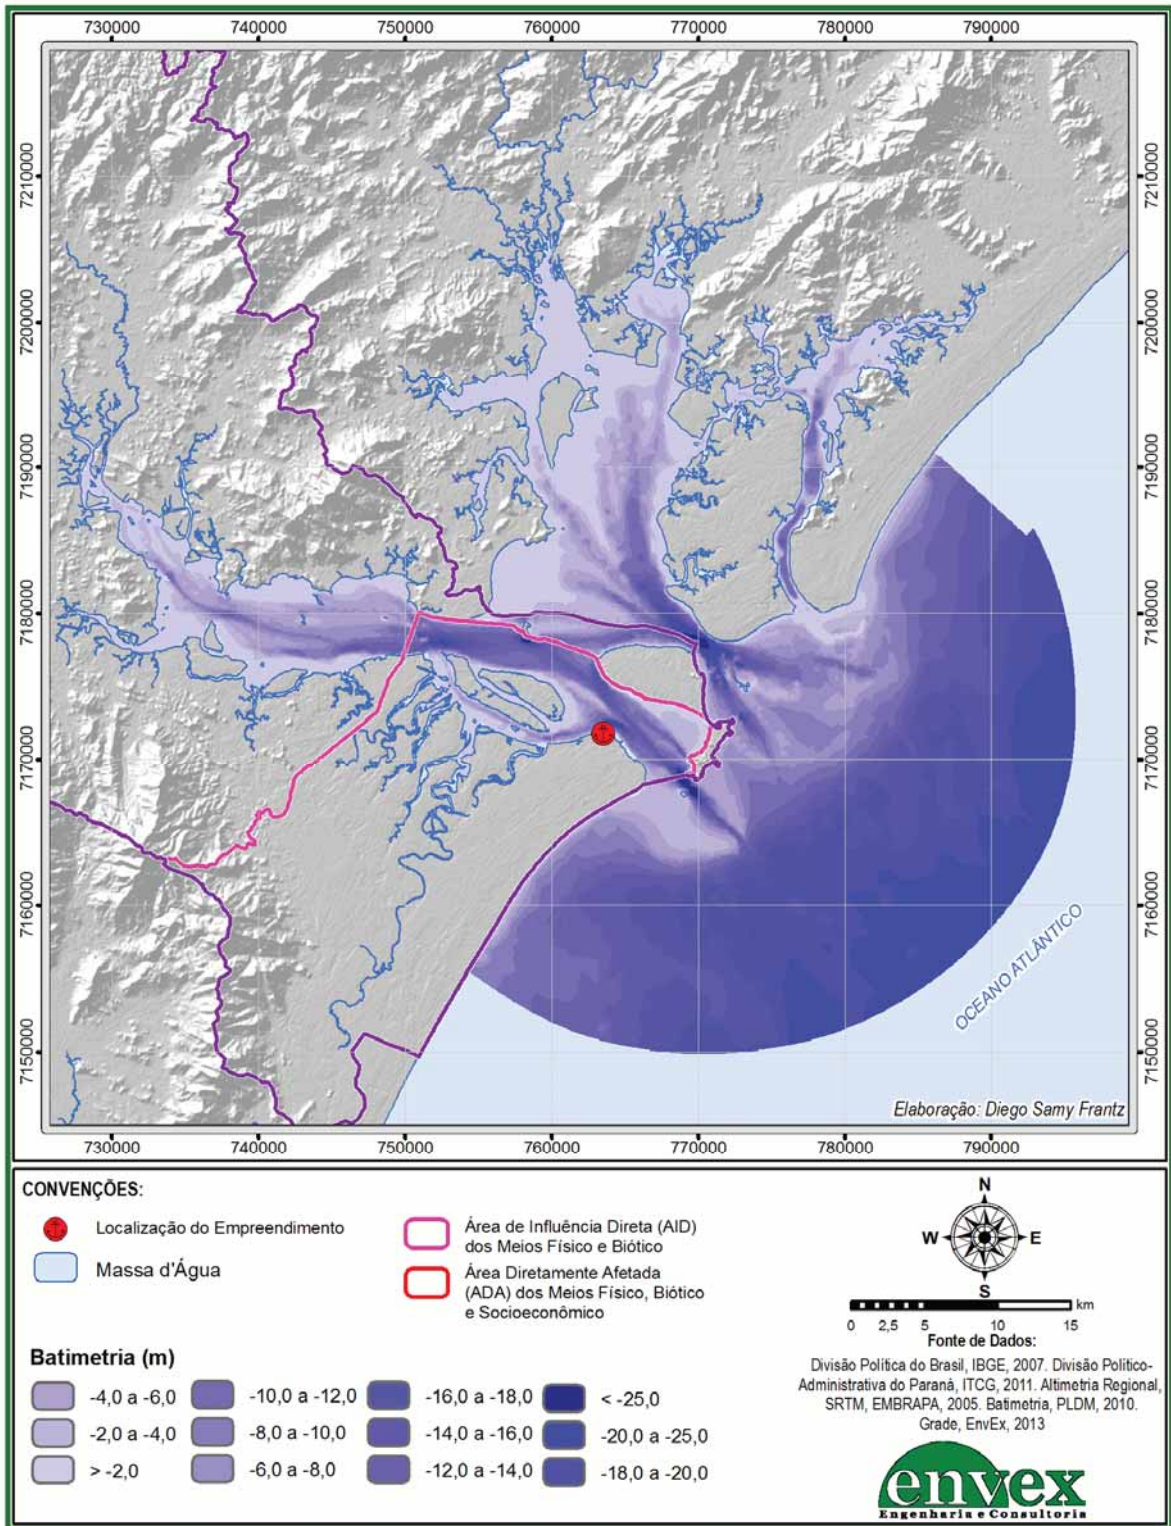 730000 740000 750000 760000 770000 780000 790000
7210000
7200000
7190000
7180000
7170000
7160000
7150000
7210000
7200000
7190000
7180000
7170000
7160000
7150000
OCEANO ATLÂNTICO
Elaboração: Diego Samy Frantz
730000 740000 750000 760000 770000 780000 790000
CONVENÇÕES:
Localização do Empreendimento
Massa d'Água
Área de Influência Direta (AID)
dos Meios Físico e Biótico
Área Diretamente Afetada
(ADA) dos Meios Físico, Biótico
e Socioeconômico
Batimetria (m)
-4,0 a -6,0
-2,0 a -4,0
> -2,0
-10,0 a -12,0
-8,0 a -10,0
-6,0 a -8,0
-16,0 a -18,0
-14,0 a -16,0
-12,0 a -14,0
< -25,0
-20,0 a -25,0
-18,0 a -20,0
N
W E
S
km
0 2,5 5 10 15
Fonte de Dados:
Divisão Política do Brasil, IBGE, 2007. Divisão Político-
Administrativa do Paraná, ITCG, 2011. Altimetria Regional,
SRTM, EMBRAPA, 2005. Batimetria, PLDM, 2010.
Grade, EnvEx, 2013
envex
Engenharia e Consultoria